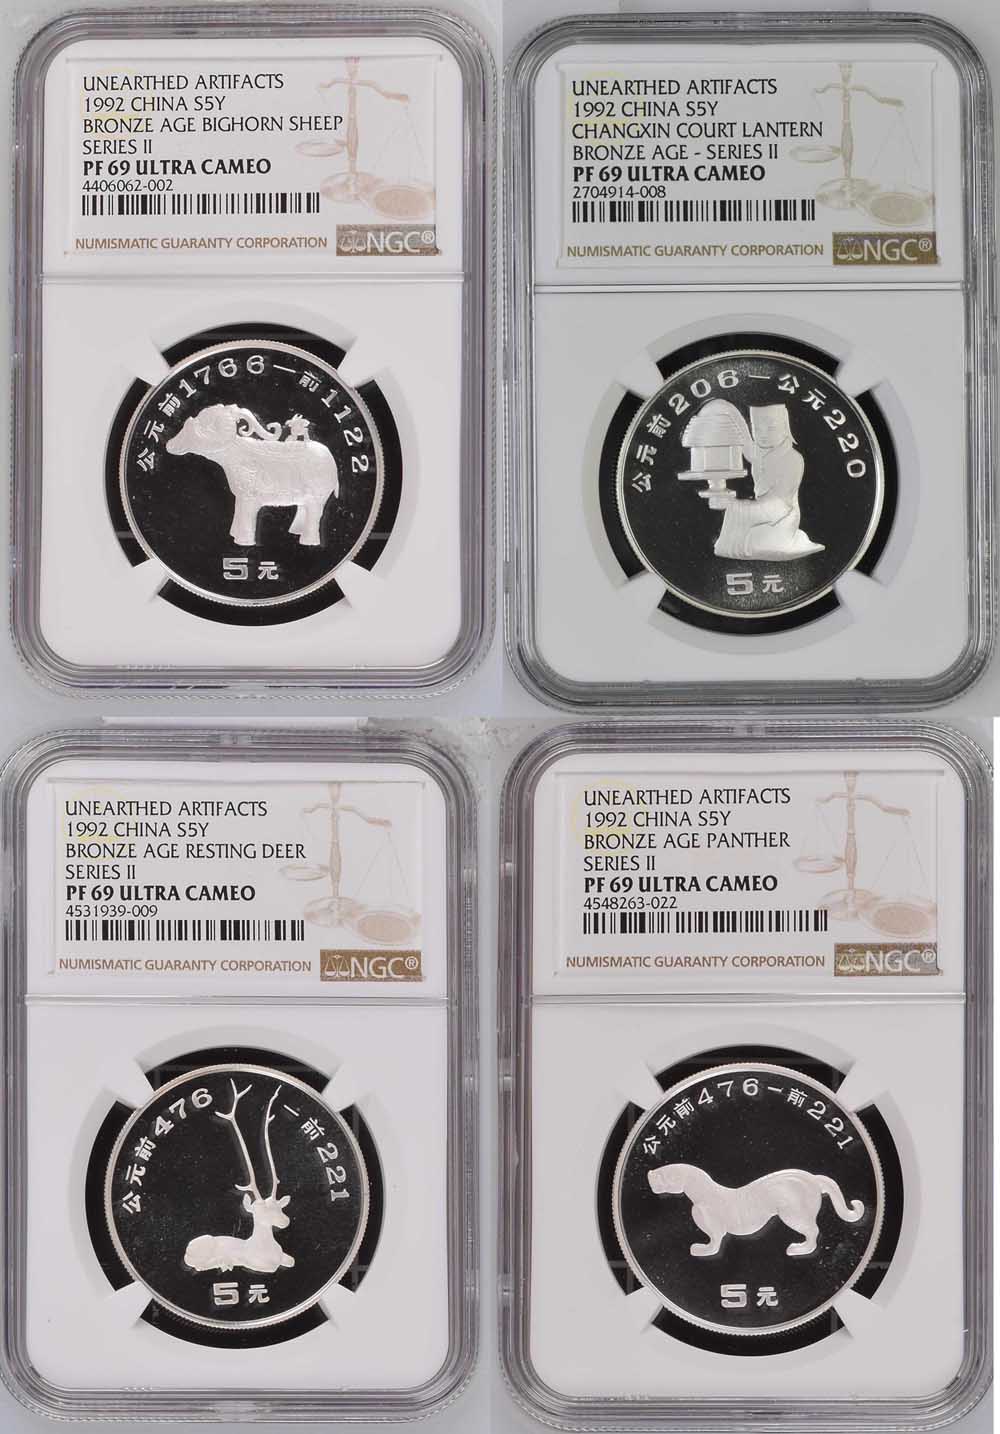 UNEARTHED ARTIFACTS
1992 CHINA S5Y
BRONZE AGE BIGHORN SHEEP
SERIES II
PF 69 ULTRA CAMEO
4406062-002
NUMISMATIC GUARANTY CORPORATION NGC®
公元前1766—前1122
5元
UNEARTHED ARTIFACTS
1992 CHINA S5Y
CHANGXIN COURT LANTERN
BRONZE AGE - SERIES II
PF 69 ULTRA CAMEO
2704914-008
NUMISMATIC GUARANTY CORPORATION NGC®
公元前206—公元220
5元
UNEARTHED ARTIFACTS
1992 CHINA S5Y
BRONZE AGE RESTING DEER
SERIES II
PF 69 ULTRA CAMEO
4531939-009
NUMISMATIC GUARANTY CORPORATION NGC®
公元前476—前221
5元
UNEARTHED ARTIFACTS
1992 CHINA S5Y
BRONZE AGE PANTHER
SERIES II
PF 69 ULTRA CAMEO
4548263-022
NUMISMATIC GUARANTY CORPORATION NGC®
公元前476—前221
5元